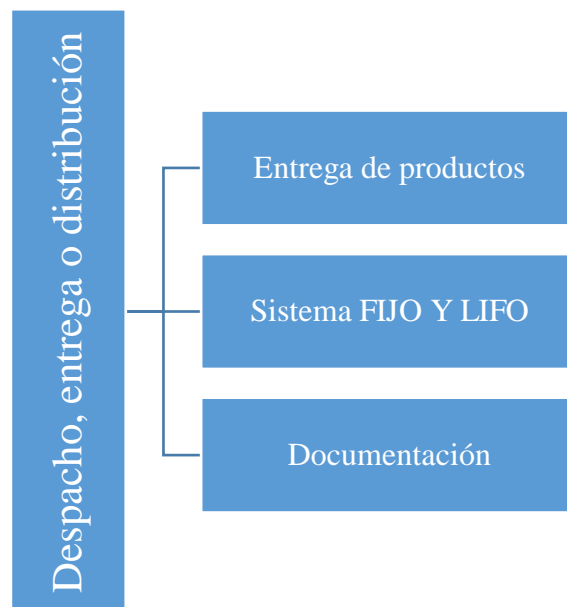 Despacho, entrega o distribución
Entrega de productos
Sistema FIJO Y LIFO
Documentación